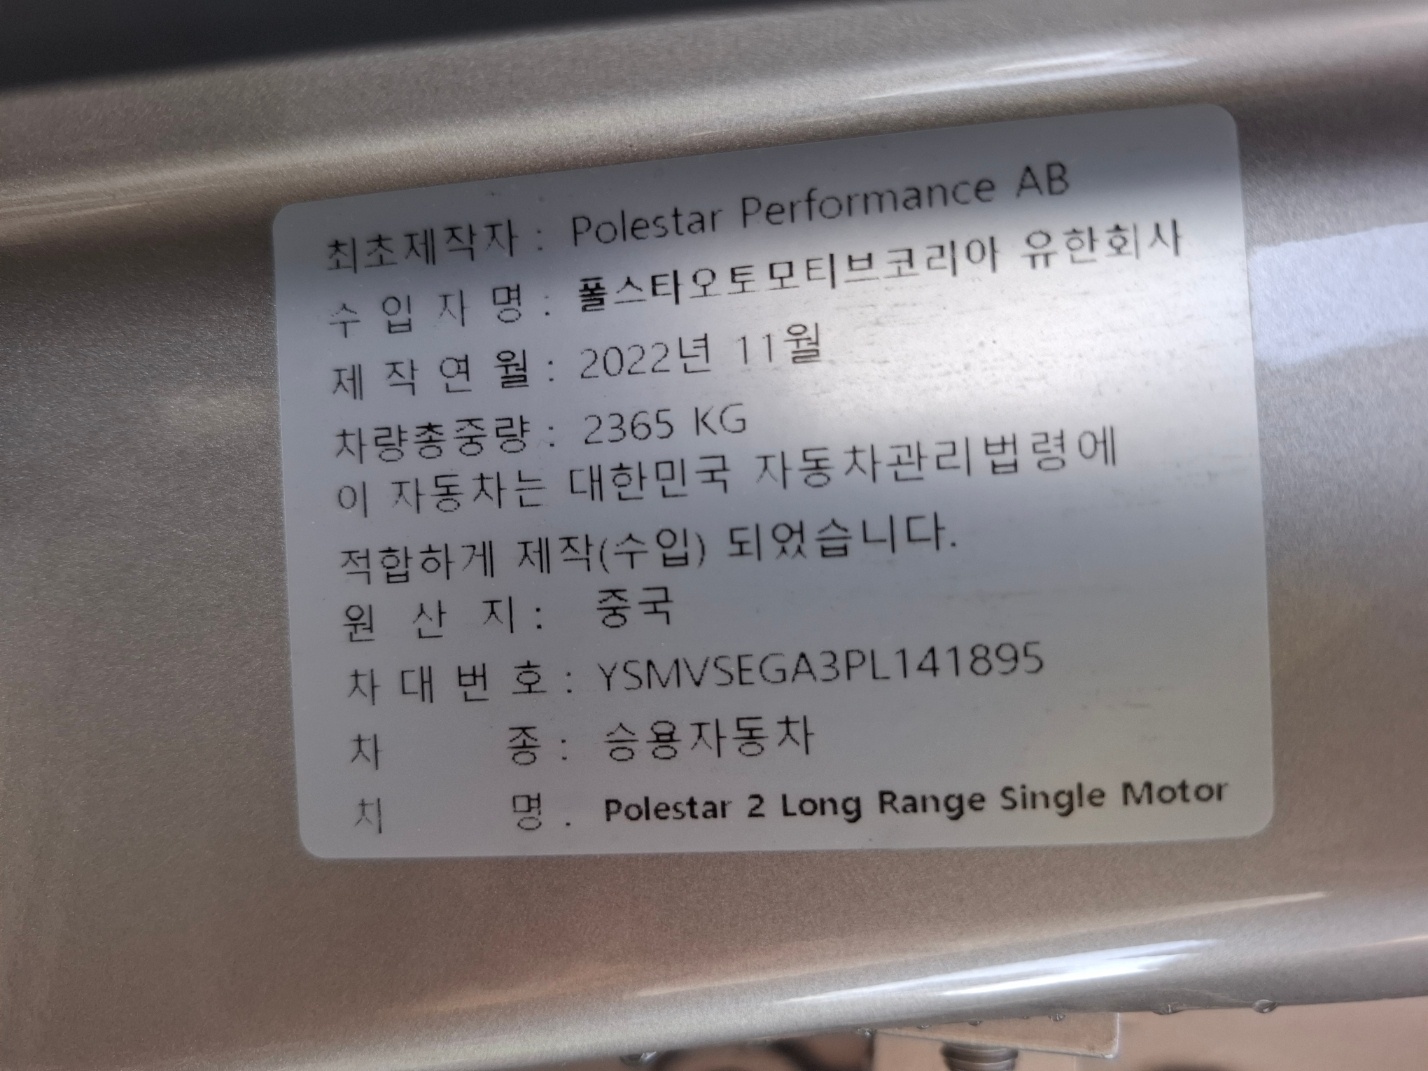 최초제작자 : Polestar Performance AB
수 입 자 명 : 폴스타오토모티브코리아 유한회사
제 작 연 월 : 2022년 11월
차량총중량 : 2365 KG
이 자동차는 대한민국 자동차관리법령에
적합하게 제작(수입) 되었습니다.
원 산 지 : 중국
차 대 번 호 : YSMVSEGA3PL141895
차 종 : 승용자동차
차 명 : Polestar 2 Long Range Single Motor